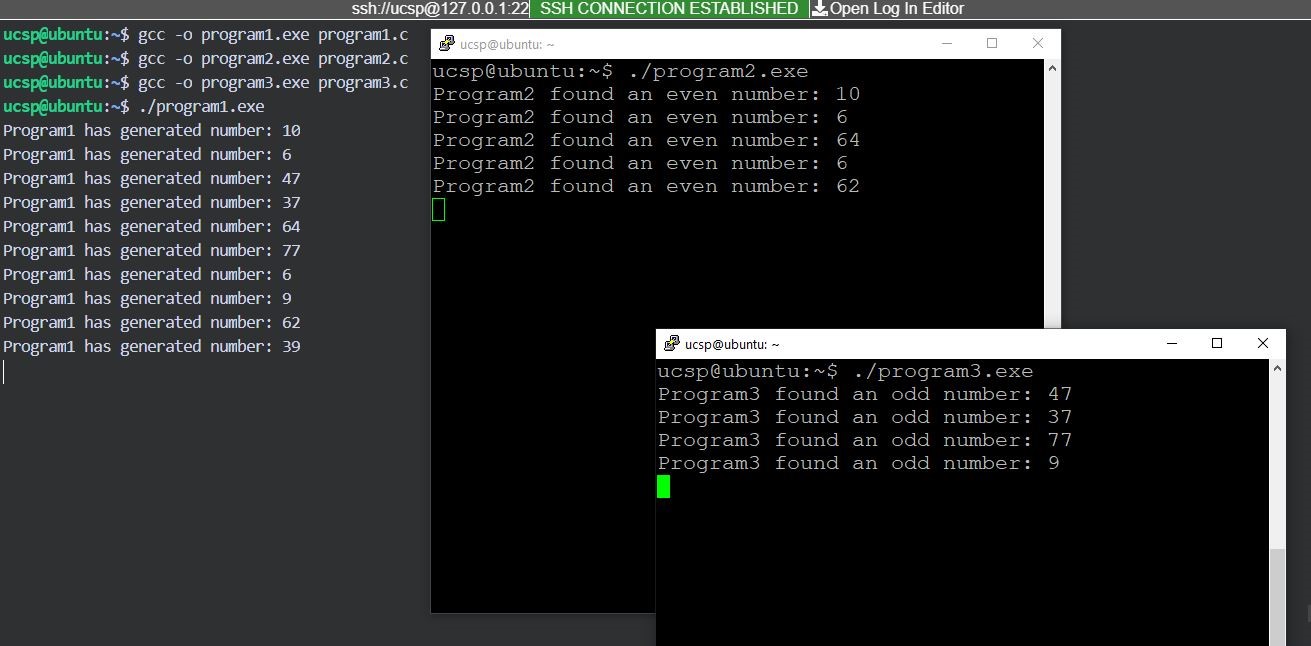 ssh://ucsp@127.0.0.1:22 SSH CONNECTION ESTABLISHED Open Log In Editor
ucsp@ubuntu:~$ gcc -o program1.exe program1.c
ucsp@ubuntu:~$ gcc -o program2.exe program2.c
ucsp@ubuntu:~$ gcc -o program3.exe program3.c
ucsp@ubuntu:~$ ./program1.exe
Program1 has generated number: 10
Program1 has generated number: 6
Program1 has generated number: 47
Program1 has generated number: 37
Program1 has generated number: 64
Program1 has generated number: 77
Program1 has generated number: 6
Program1 has generated number: 9
Program1 has generated number: 62
Program1 has generated number: 39
ucsp@ubuntu: ~
ucsp@ubuntu:~$ ./program2.exe
Program2 found an even number: 10
Program2 found an even number: 6
Program2 found an even number: 64
Program2 found an even number: 6
Program2 found an even number: 62
ucsp@ubuntu: ~
ucsp@ubuntu:~$ ./program3.exe
Program3 found an odd number: 47
Program3 found an odd number: 37
Program3 found an odd number: 77
Program3 found an odd number: 9